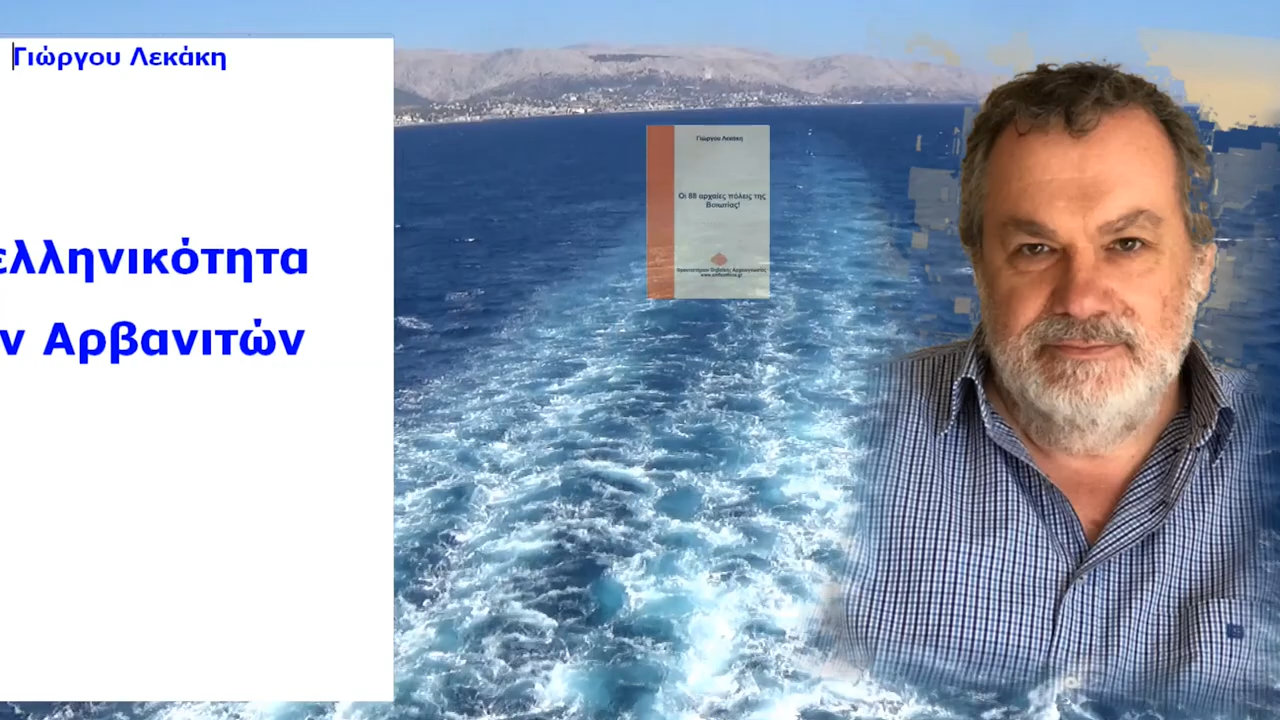 Γιώργου Λεκάκη
ελληνικότητα
ν Αρβανιτών
Γιώργου Λεκάκη
Οι 88 αρχαίες πόλεις της
Βοιωτίας!